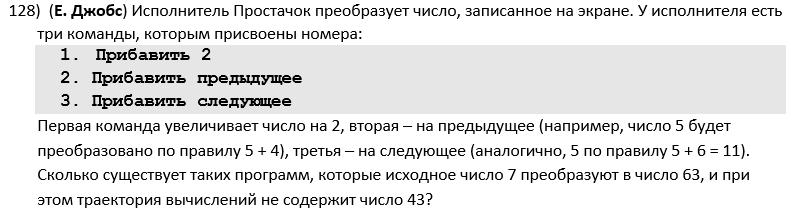 128) (Е. Джобс) Исполнитель Простачок преобразует число, записанное на экране. У исполнителя есть
три команды, которым присвоены номера:
1. Прибавить 2
2. Прибавить предыдущее
3. Прибавить следующее
Первая команда увеличивает число на 2, вторая – на предыдущее (например, число 5 будет
преобразовано по правилу 5 + 4), третья – на следующее (аналогично, 5 по правилу 5 + 6 = 11).
Сколько существует таких программ, которые исходное число 7 преобразуют в число 63, и при
этом траектория вычислений не содержит число 43?